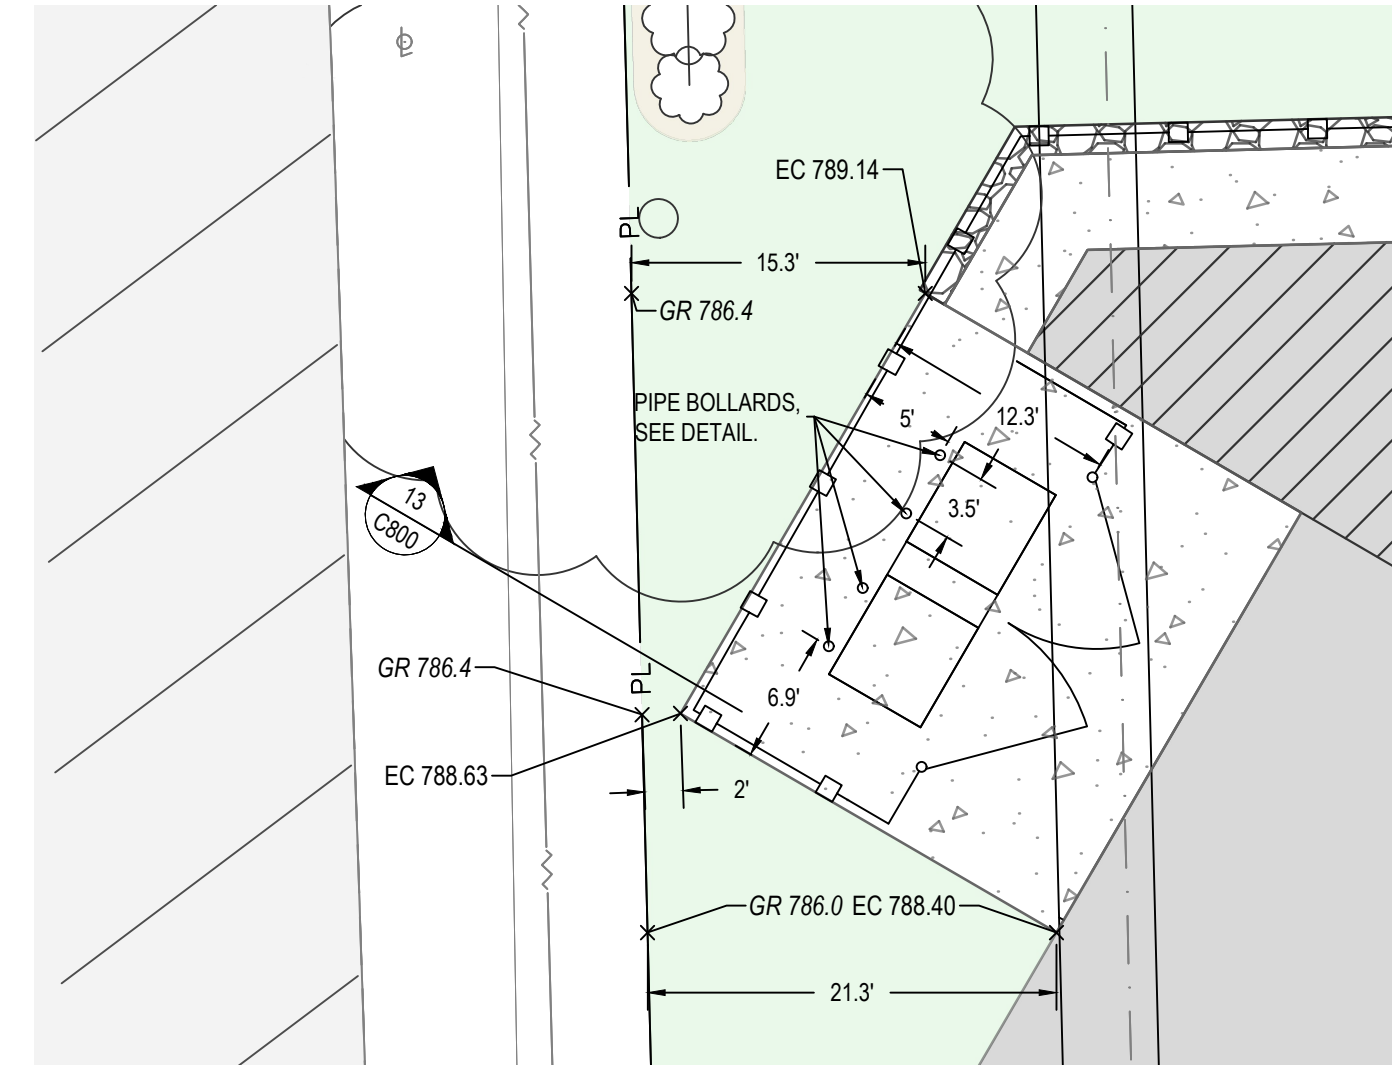 EC 789.14
PL
15.3'
GR 786.4
PIPE BOLLARDS,
SEE DETAIL.
5'
12.3'
3.5'
13
C800
GR 786.4
PL
6.9'
EC 788.63
2'
GR 786.0 EC 788.40
21.3'